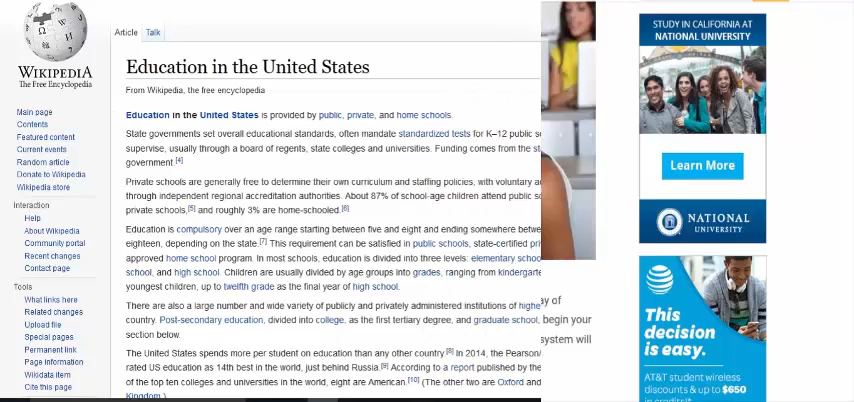 WIKIPEDIA
The Free Encyclopedia
Main page
Contents
Featured content
Current events
Random article
Donate to Wikipedia
Wikipedia store
Interaction
Help
About Wikipedia
Community portal
Recent changes
Contact page
Tools
What links here
Related changes
Upload file
Special pages
Permanent link
Page information
Wikidata item
Cite this page
Article Talk
Education in the United States
From Wikipedia, the free encyclopedia
Education in the United States is provided by public, private, and home schools.
State governments set overall educational standards, often mandate standardized tests for K–12 public
supervise, usually through a board of regents, state colleges and universities. Funding comes from the
government.[4]
Private schools are generally free to determine their own curriculum and staffing policies, with voluntary
through independent regional accreditation authorities. About 87% of school-age children attend public
private schools,[5] and roughly 3% are home-schooled.[6]
Education is compulsory over an age range starting between five and eight and ending somewhere
eighteen, depending on the state.[7] This requirement can be satisfied in public schools, state-certified
approved home school program. In most schools, education is divided into three levels: elementary
school, and high school. Children are usually divided by age groups into grades, ranging from
youngest children, up to twelfth grade as the final year of high school.
There are also a large number and wide variety of publicly and privately administered institutions of
country. Post-secondary education, divided into college, as the first tertiary degree, and graduate school,
section below.
The United States spends more per student on education than any other country.[8] In 2014, the Pearson/
rated US education as 14th best in the world, just behind Russia.[9] According to a report published by the
of the top ten colleges and universities in the world, eight are American.[10] (The other two are Oxford and
Kingdom.)
ay of
begin your
system will
STUDY IN CALIFORNIA AT
NATIONAL UNIVERSITY
Learn More
NATIONAL
UNIVERSITY
This
decision
is easy.
AT&T student wireless
discounts & up to $650
in credits!*